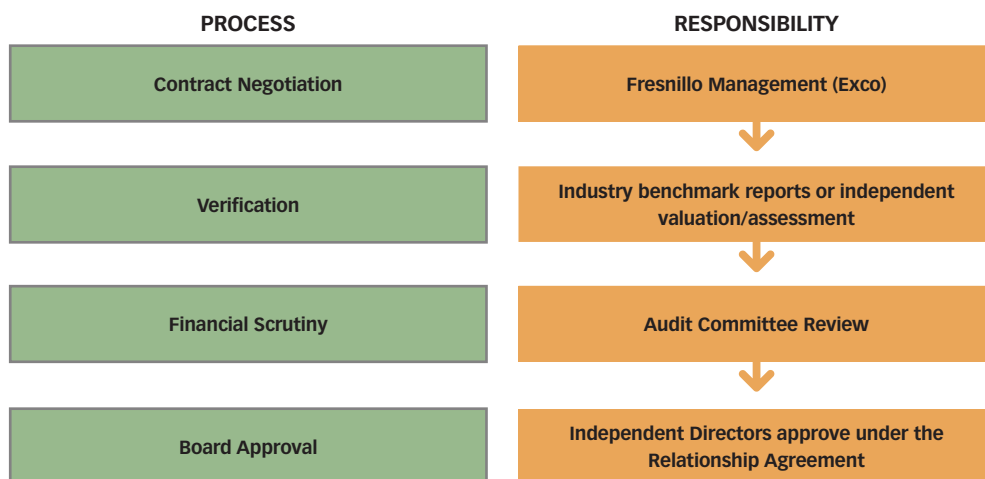 PROCESS
RESPONSIBILITY
Contract Negotiation
Fresnillo Management (Exco)
Verification
Industry benchmark reports or independent
valuation/assessment
Financial Scrutiny
Audit Committee Review
Board Approval
Independent Directors approve under the
Relationship Agreement